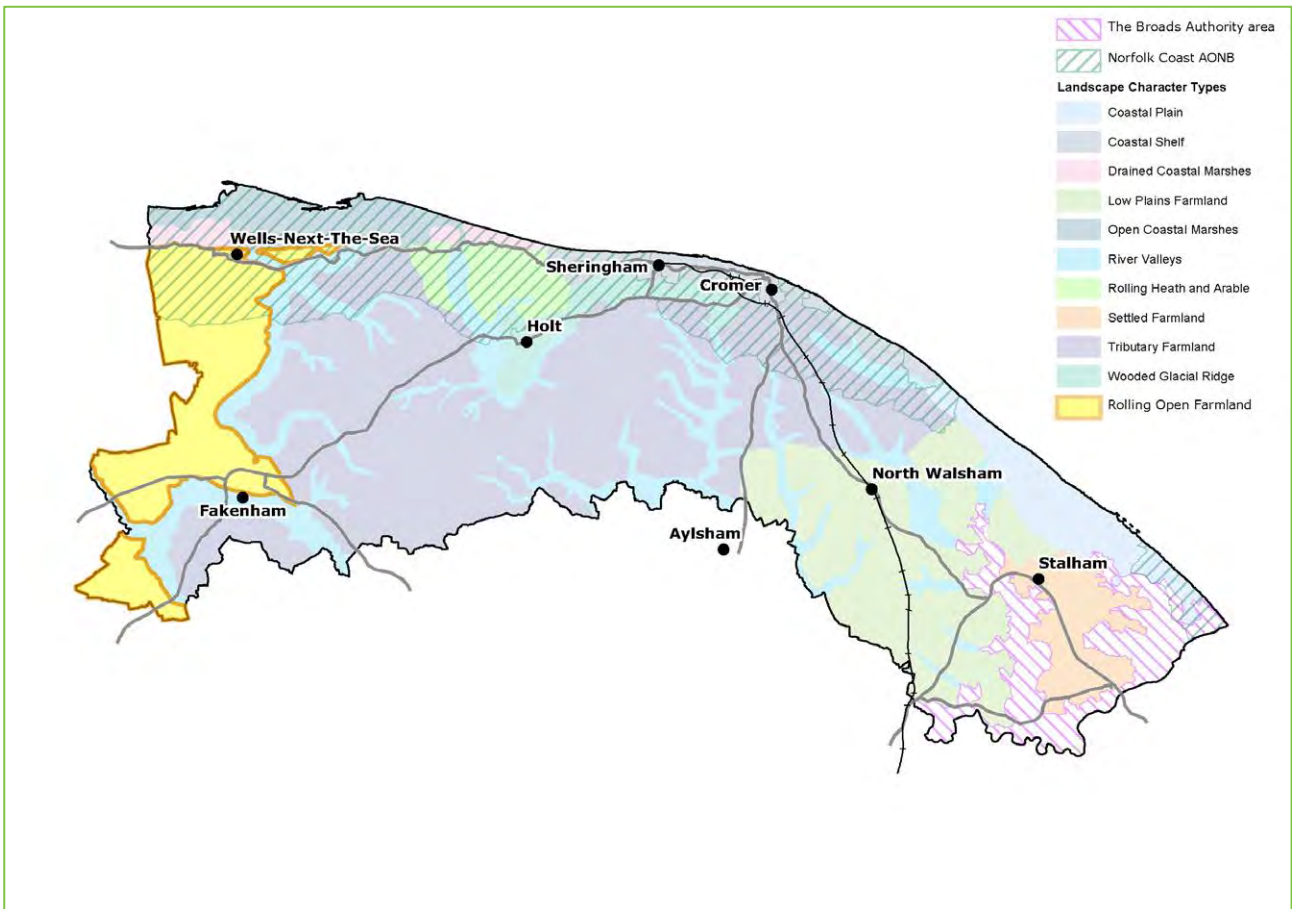 The Broads Authority area
Norfolk Coast AONB
Landscape Character Types
Coastal Plain
Coastal Shelf
Drained Coastal Marshes
Low Plains Farmland
Open Coastal Marshes
River Valleys
Rolling Heath and Arable
Settled Farmland
Tributary Farmland
Wooded Glacial Ridge
Rolling Open Farmland
Wells-Next-The-Sea
Sheringham
Cromer
Holt
North Walsham
Fakenham
Aylsham
Stalham